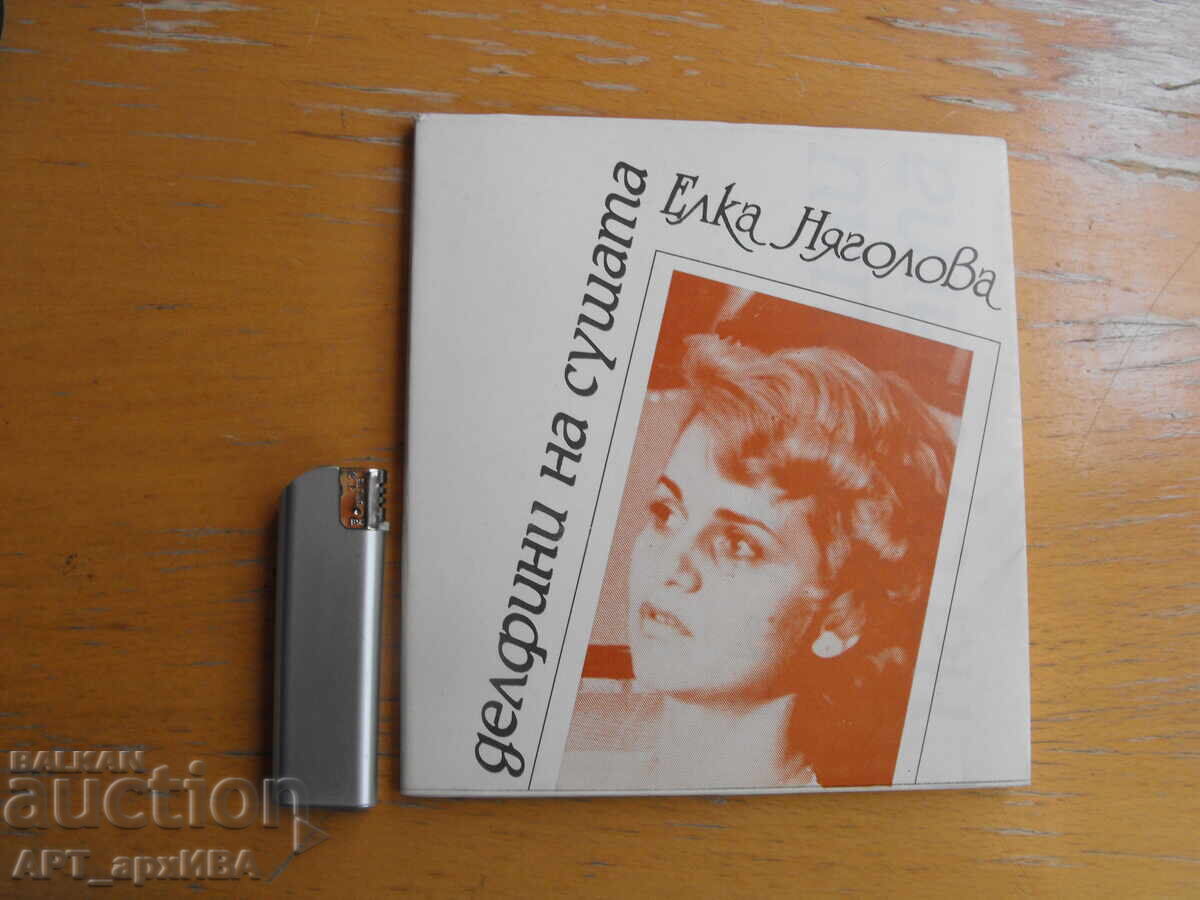 Елка Няголова
делфини на сушата
BALKAN
auction
АРТ_архИВА